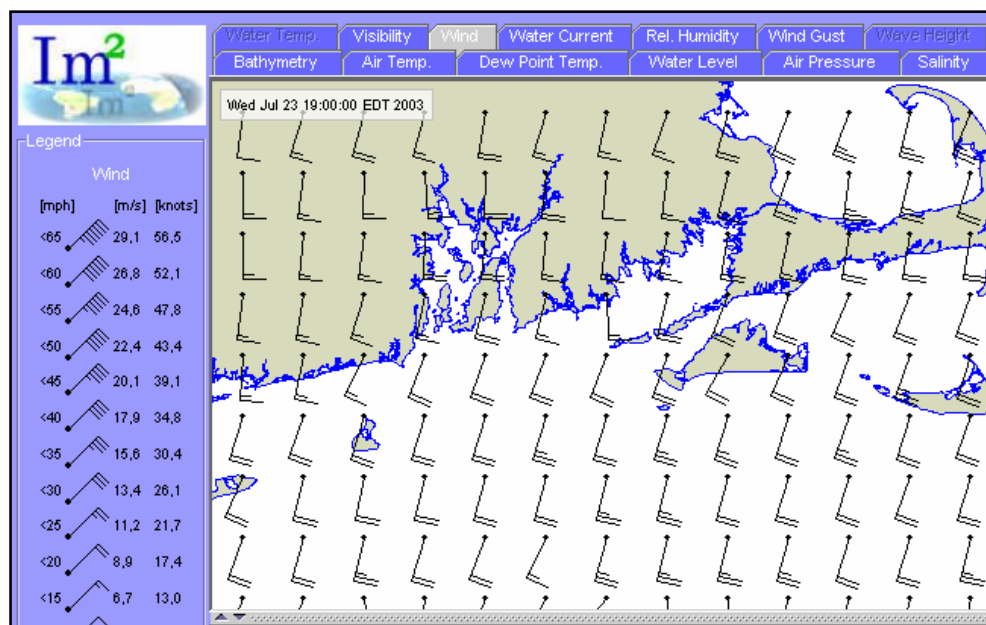 Im²
Im²
Water Temp. Visibility Wind Water Current Rel. Humidity Wind Gust Wave Height
Bathymetry Air Temp. Dew Point Temp. Water Level Air Pressure Salinity
Wed Jul 23 19:00:00 EDT 2003
Legend
Wind
[mph] [m/s] [knots]
<65 29,1 56,5
<60 26,8 52,1
<55 24,6 47,8
<50 22,4 43,4
<45 20,1 39,1
<40 17,9 34,8
<35 15,6 30,4
<30 13,4 26,1
<25 11,2 21,7
<20 8,9 17,4
<15 6,7 13,0